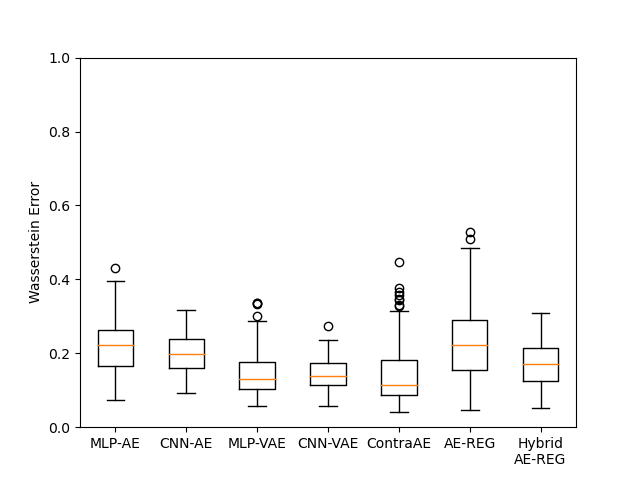 1.0
0.8
0.6
0.4
0.2
0.0
Wasserstein Error
MLP-AE
CNN-AE
MLP-VAE
CNN-VAE
ContraAE
AE-REG
Hybrid
AE-REG